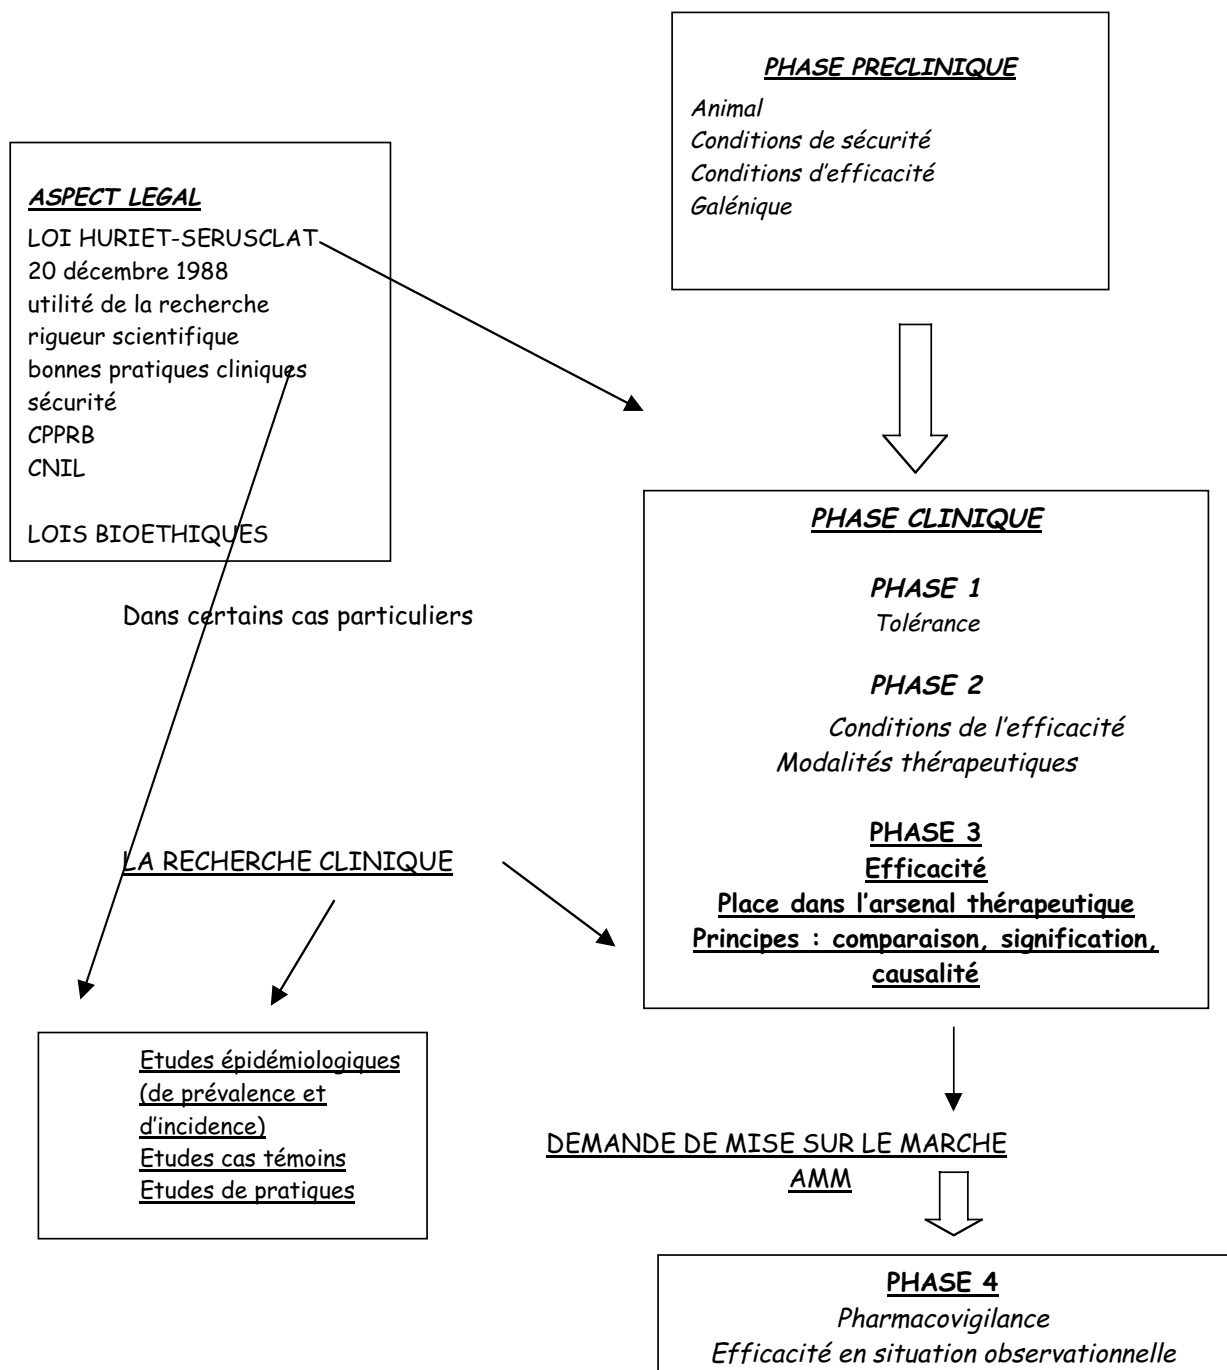 PHASE PRECLINIQUE
Animal
Conditions de sécurité
Conditions d'efficacité
Galénique
ASPECT LEGAL
LOI HURIET-SERUSCLAT
20 décembre 1988
utilité de la recherche
rigueur scientifique
bonnes pratiques cliniques
sécurité
CPPRB
CNIL
LOIS BIOETHIQUES
Dans certains cas particuliers
PHASE CLINIQUE
PHASE 1
Tolérance
PHASE 2
Conditions de l'efficacité
Modalités thérapeutiques
PHASE 3
Efficacité
Place dans l'arsenal thérapeutique
Principes : comparaison, signification,
causalité
LA RECHERCHE CLINIQUE
Etudes épidémiologiques
(de prévalence et
d'incidence)
Etudes cas témoins
Etudes de pratiques
DEMANDE DE MISE SUR LE MARCHE
AMM
PHASE 4
Pharmacovigilance
Efficacité en situation observationnelle